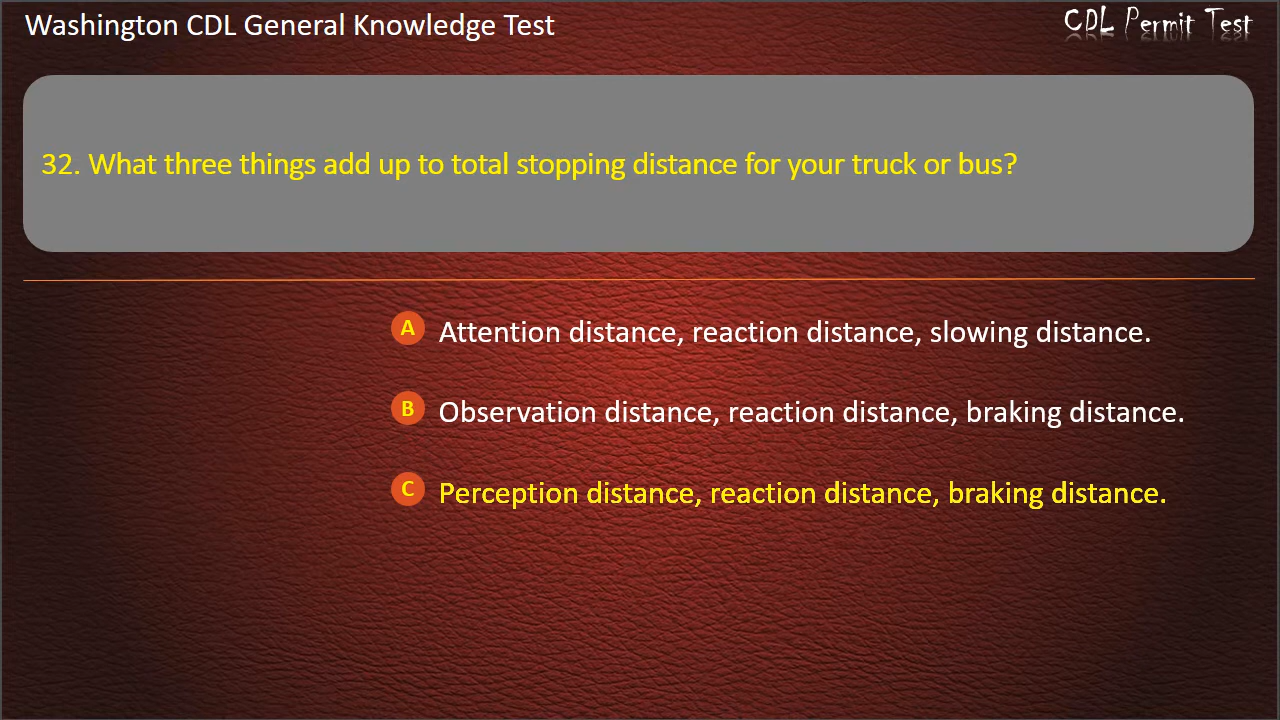 Washington CDL General Knowledge Test
CDL Permit Test
32. What three things add up to total stopping distance for your truck or bus?
A Attention distance, reaction distance, slowing distance.
B Observation distance, reaction distance, braking distance.
C Perception distance, reaction distance, braking distance.